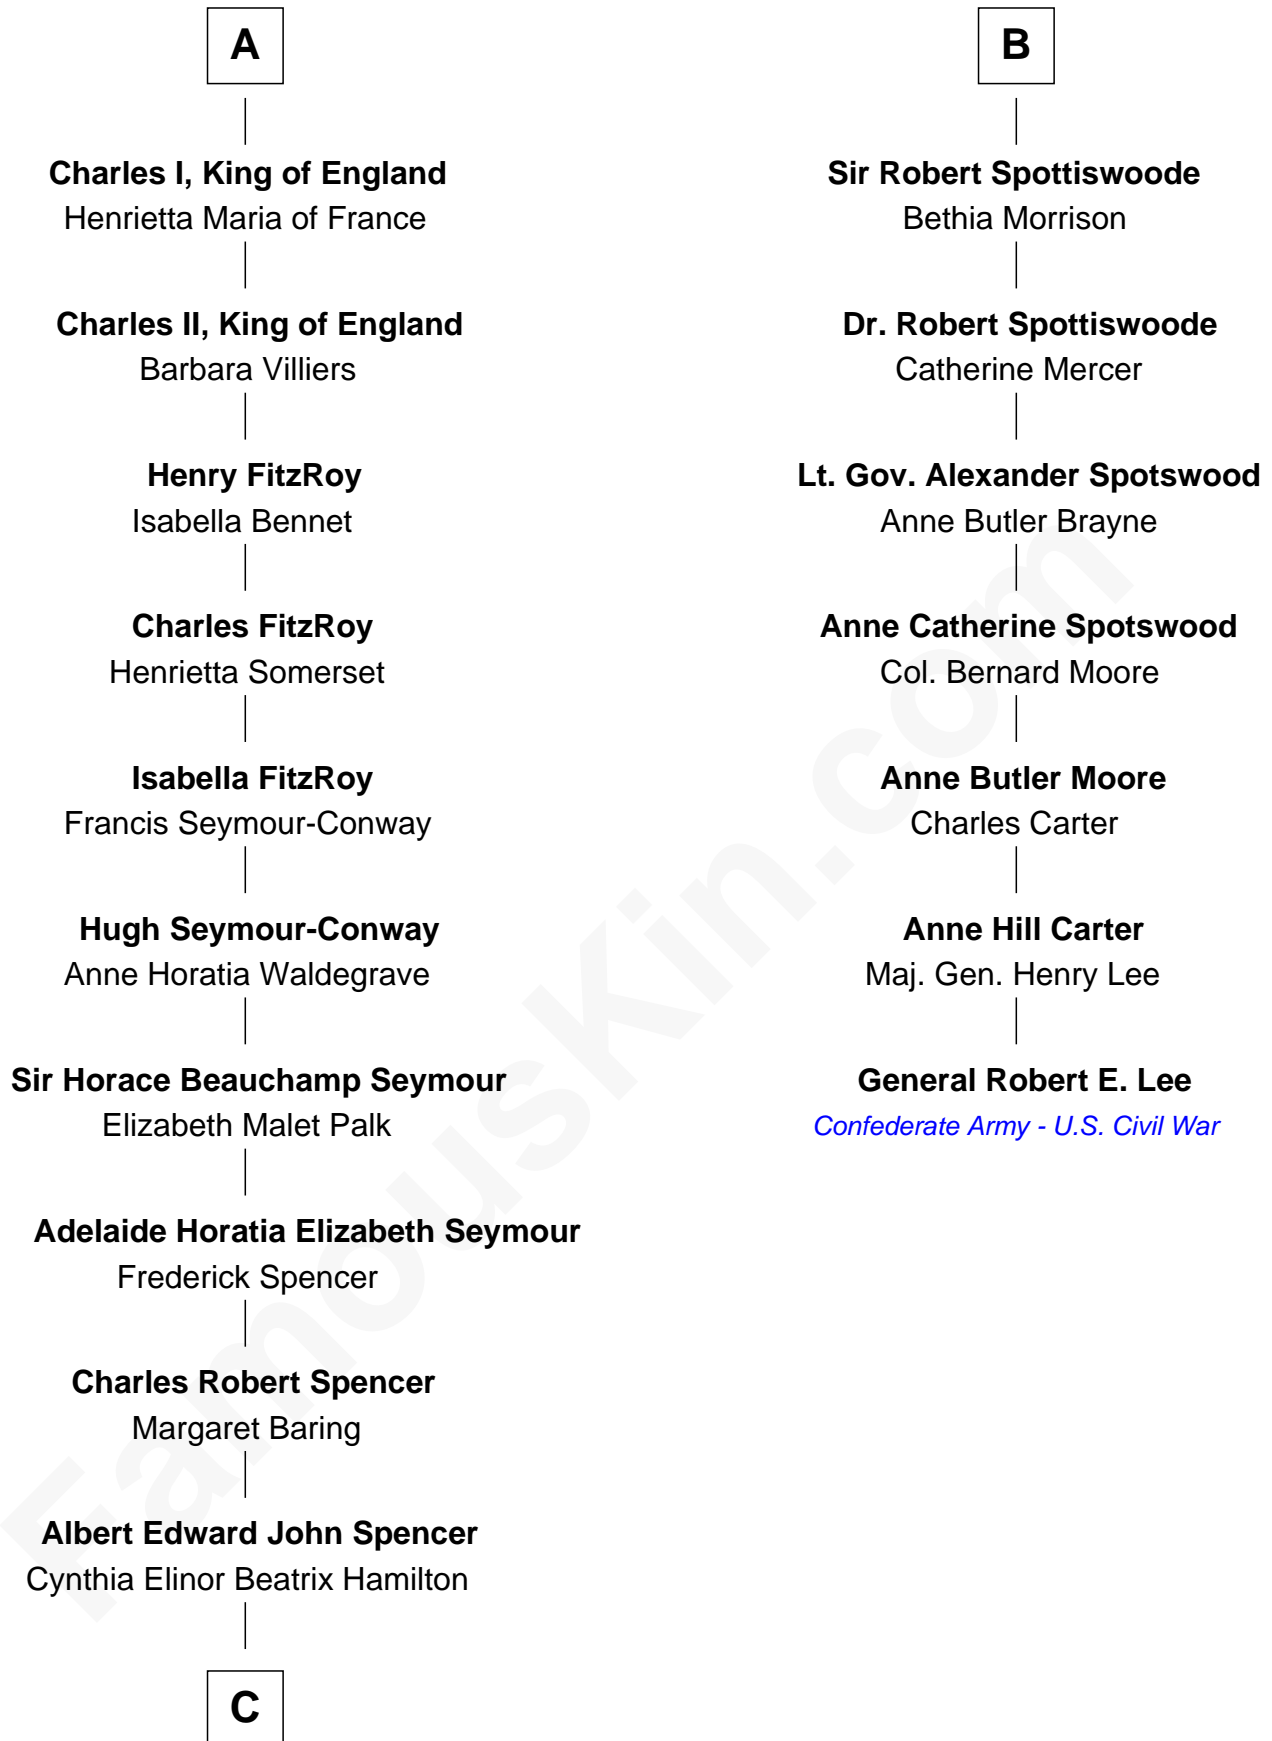 A
Charles I, King of England
Henrietta Maria of France
Charles II, King of England
Barbara Villiers
Henry FitzRoy
Isabella Bennet
Charles FitzRoy
Henrietta Somerset
Isabella FitzRoy
Francis Seymour-Conway
Hugh Seymour-Conway
Anne Horatia Waldegrave
Sir Horace Beauchamp Seymour
Elizabeth Malet Palk
Adelaide Horatia Elizabeth Seymour
Frederick Spencer
Charles Robert Spencer
Margaret Baring
Albert Edward John Spencer
Cynthia Elinor Beatrix Hamilton
C
B
Sir Robert Spottiswoode
Bethia Morrison
Dr. Robert Spottiswoode
Catherine Mercer
Lt. Gov. Alexander Spotswood
Anne Butler Brayne
Anne Catherine Spotswood
Col. Bernard Moore
Anne Butler Moore
Charles Carter
Anne Hill Carter
Maj. Gen. Henry Lee
General Robert E. Lee
Confederate Army - U.S. Civil War
FamousKin.com